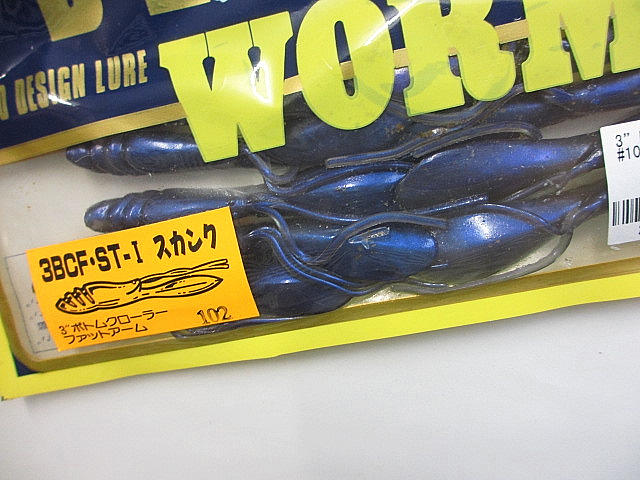 DESIGN LURE
WORM
3BCF・ST-I スカンク
3"ボトムクローラー
ファットアーム
102
3"
#10